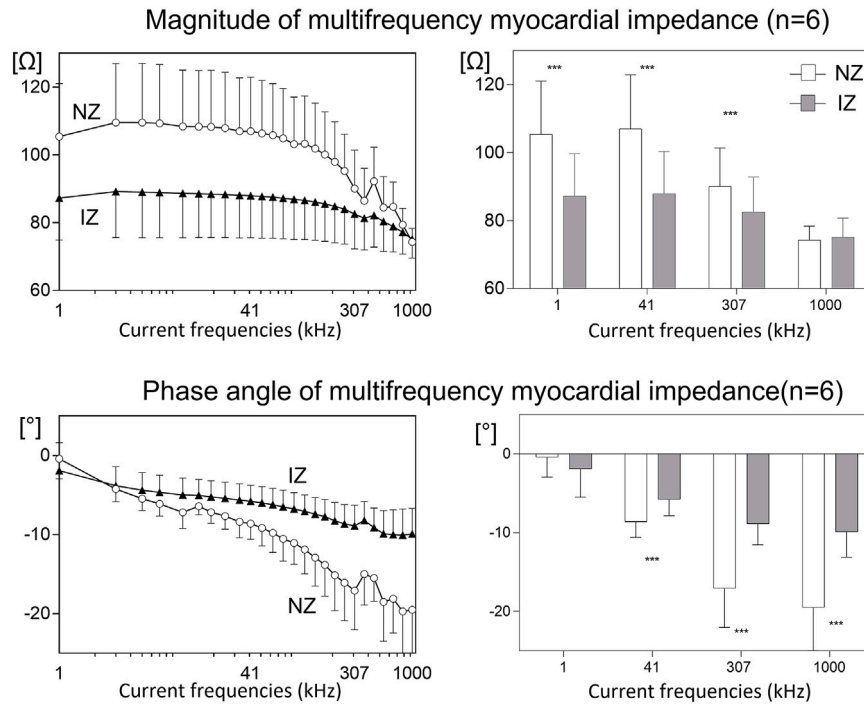 Magnitude of multifrequency myocardial impedance (n=6)
[Ω]
120
100
80
60
NZ
IZ
1
41
307
1000
Current frequencies (kHz)
[Ω]
120
100
80
60
***
***
***
NZ
IZ
1
41
307
1000
Current frequencies (kHz)
Phase angle of multifrequency myocardial impedance(n=6)
[°]
0
-10
-20
IZ
NZ
1
41
307
1000
Current frequencies (kHz)
[°]
0
-10
-20
***
***
***
1
41
307
1000
Current frequencies (kHz)